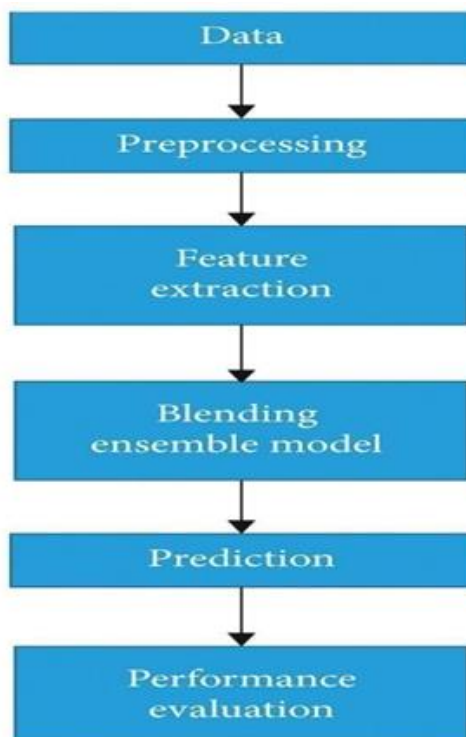 Data
Preprocessing
Feature
extraction
Blending
ensemble model
Prediction
Performance
evaluation